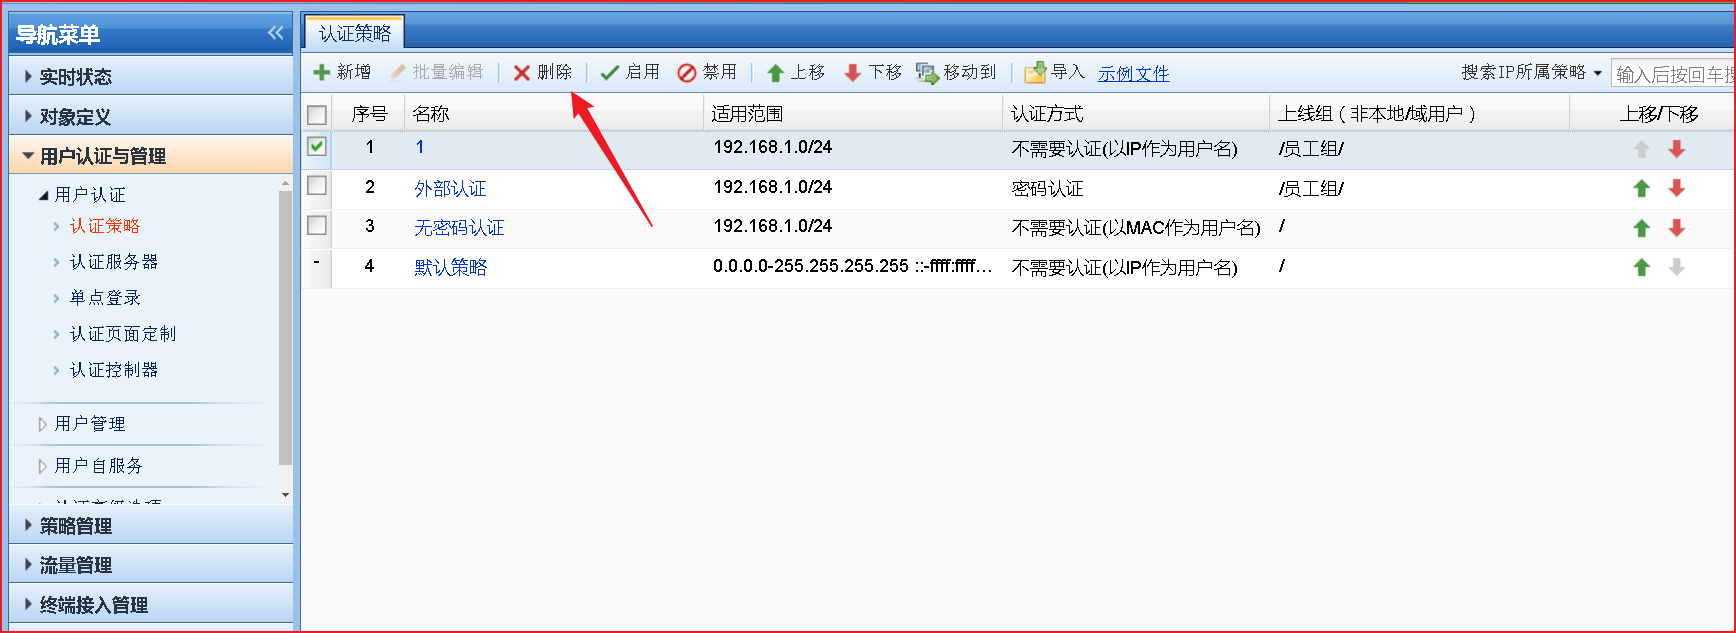 导航菜单
实时状态
对象定义
用户认证与管理
用户认证
认证策略
认证服务器
单点登录
认证页面定制
认证控制器
用户管理
用户自服务
认证高级选项
策略管理
流量管理
终端接入管理
认证策略
新增 批量编辑 删除 启用 禁用 上移 下移 移动到 导入 示例文件 搜索IP所属策略 输入后按回车搜
序号 名称 适用范围 认证方式 上线组（非本地/域用户） 上移/下移
1 1 192.168.1.0/24 不需要认证(以IP作为用户名) /员工组/
2 外部认证 192.168.1.0/24 密码认证 /员工组/
3 无密码认证 192.168.1.0/24 不需要认证(以MAC作为用户名) /
- 4 默认策略 0.0.0.0-255.255.255.255 ::-ffff:ffff... 不需要认证(以IP作为用户名) /